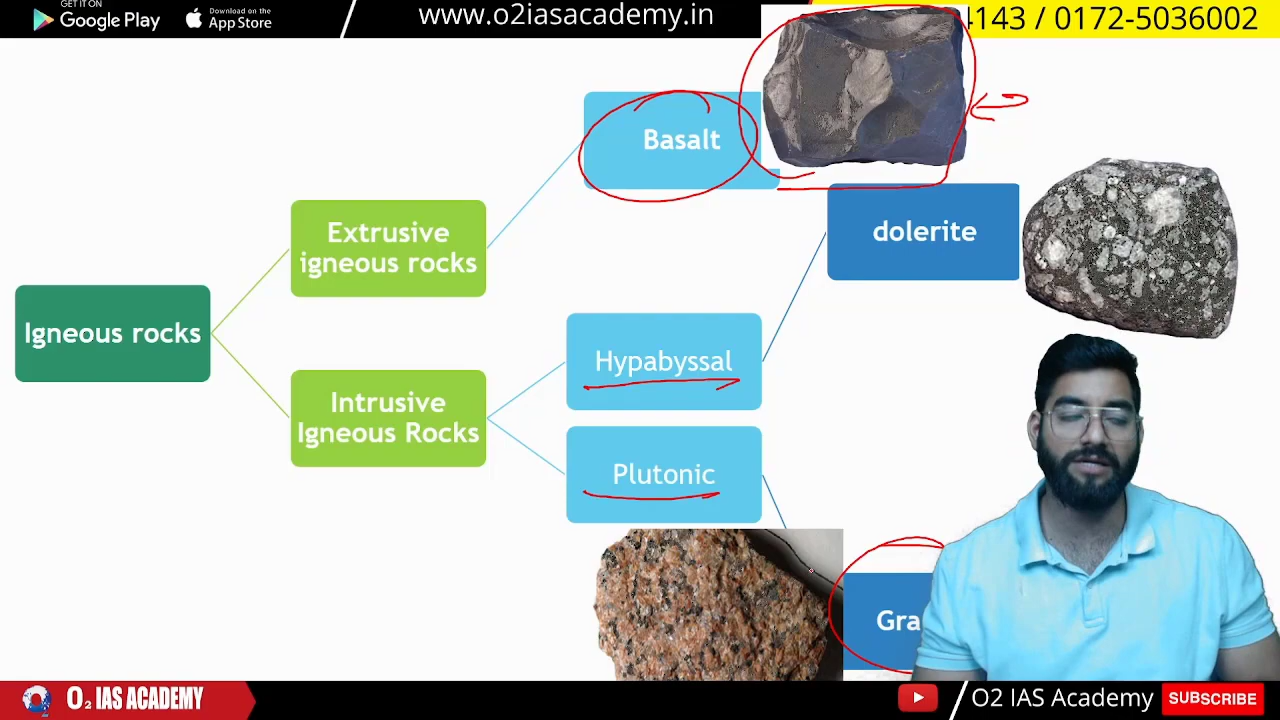 GET IT ON
Google Play
Download on the
App Store
www.o2iasacademy.in
4143 / 0172-5036002
Basalt
Extrusive
igneous rocks
dolerite
Igneous rocks
Hypabyssal
Intrusive
Igneous Rocks
Plutonic
Gra
O2 IAS ACADEMY
O2 IAS Academy
SUBSCRIBE